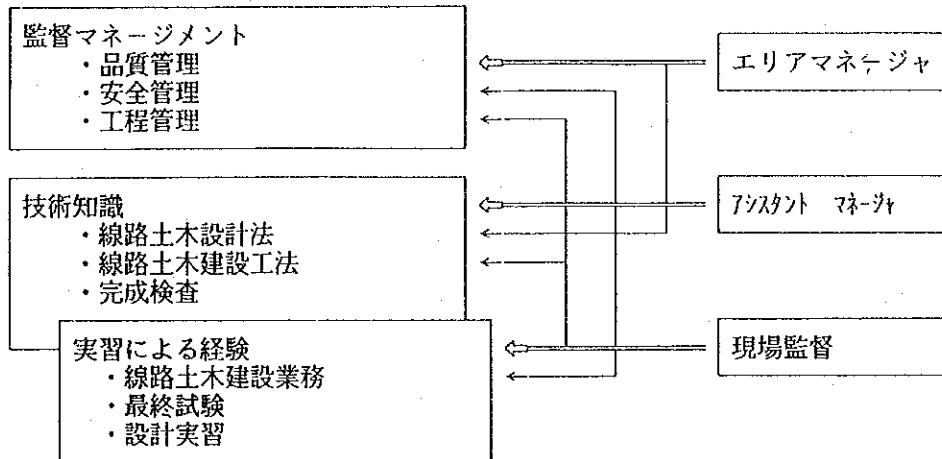 監督マネージメント
・品質管理
・安全管理
・工程管理
エリアマネージャ
技術知識
・線路土木設計法
・線路土木建設工法
・完成検査
アシスタント マネージャ
実習による経験
・線路土木建設業務
・最終試験
・設計実習
現場監督